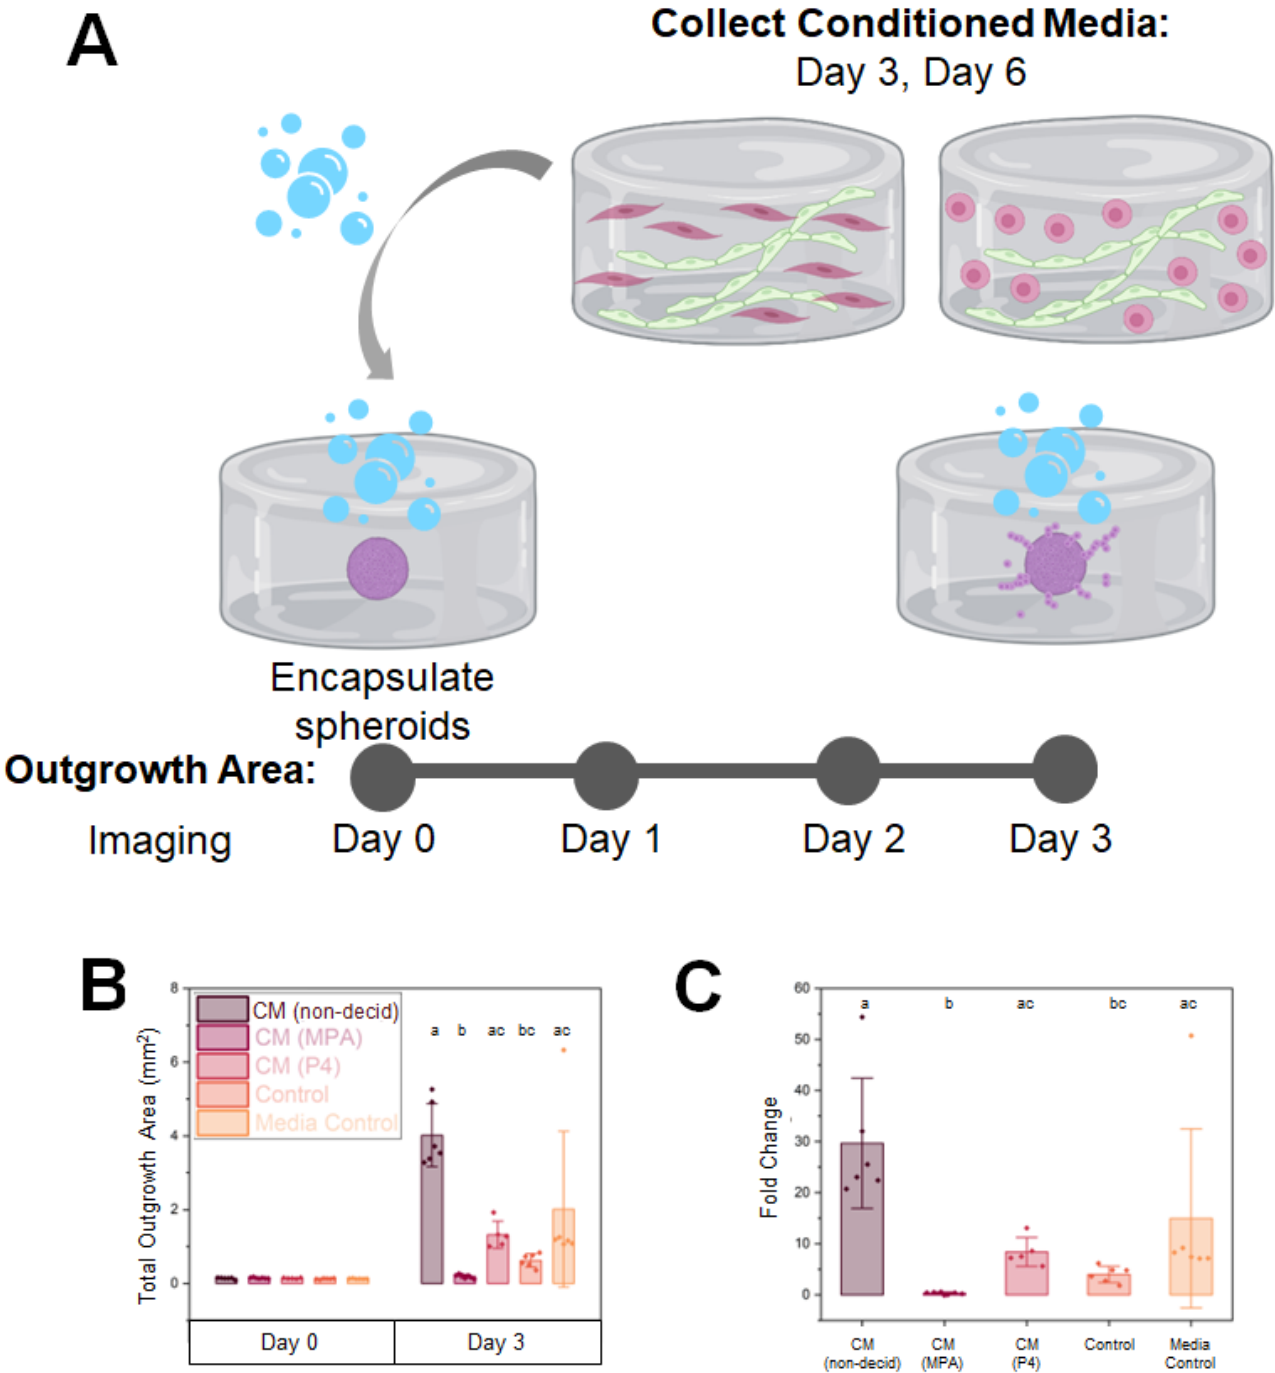 A
Collect Conditioned Media:
Day 3, Day 6
Encapsulate
spheroids
Outgrowth Area:
Imaging
Day 0
Day 1
Day 2
Day 3
B
Total Outgrowth Area (mm²)
8
6
4
2
0
CM (non-decid)
CM (MPA)
CM (P4)
Control
Media Control
a b ac bc ac
Day 0
Day 3
C
Fold Change
60
50
40
30
20
10
0
a b ac bc ac
CM
(non-decid)
CM
(MPA)
CM
(P4)
Control
Media
Control